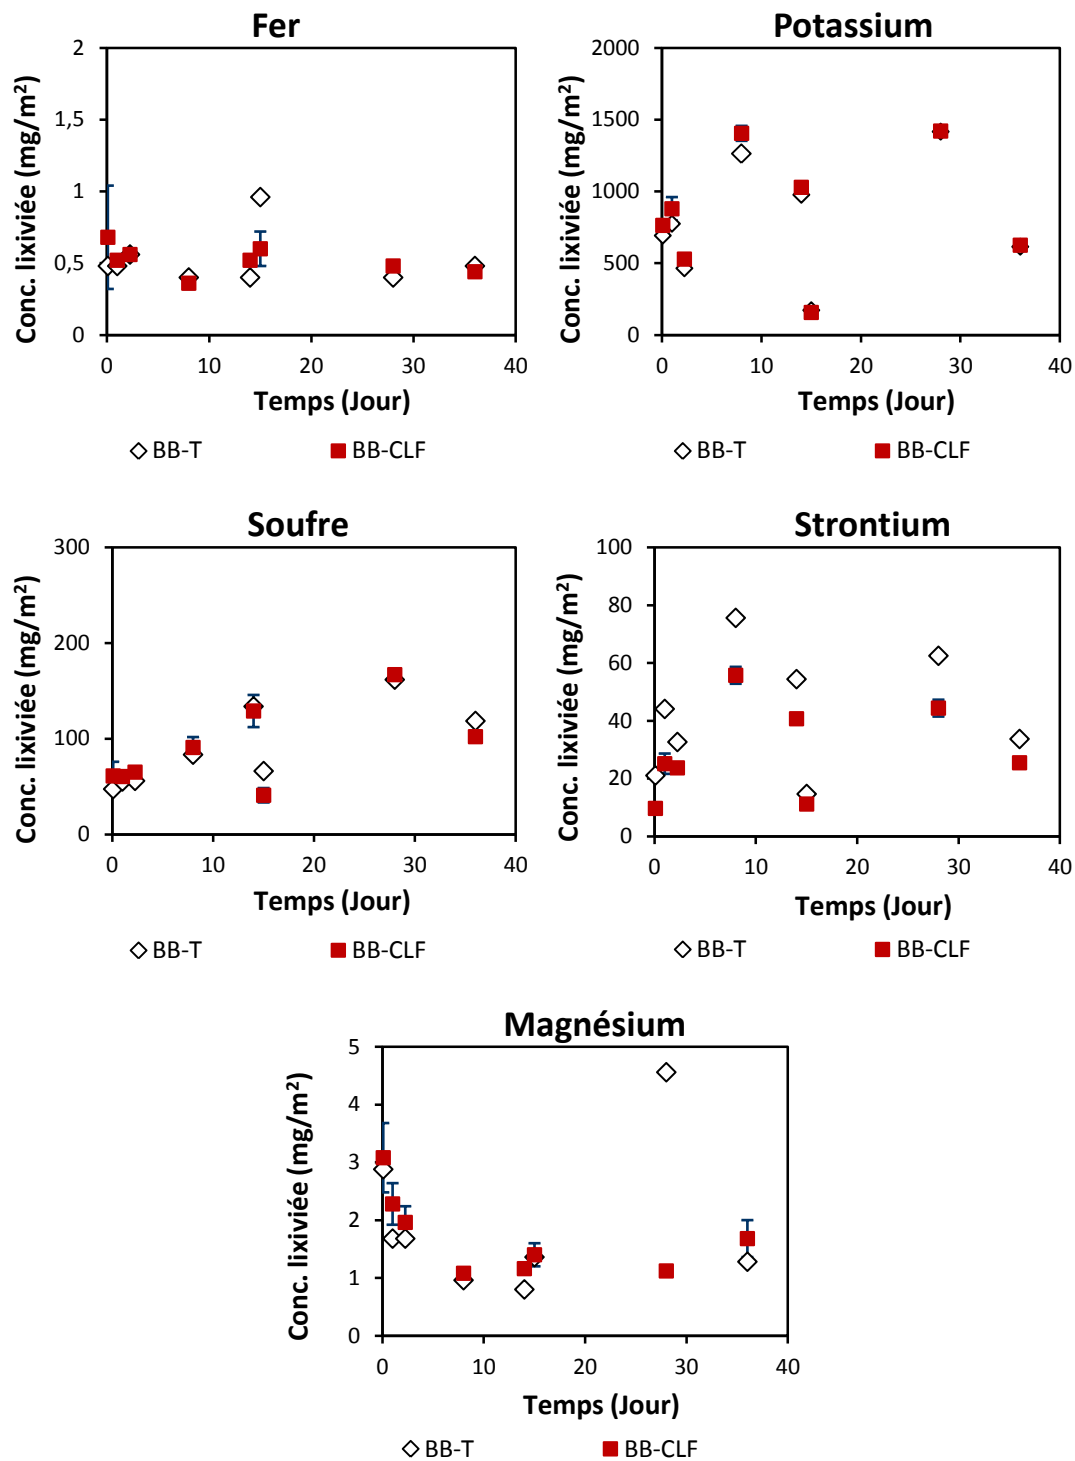 Fer
Conc. lixiviée (mg/m²)
2
1,5
1
0,5
0
0 10 20 30 40
Temps (Jour)
BB-T BB-CLF
Potassium
Conc. lixiviée (mg/m²)
2000
1500
1000
500
0
0 10 20 30 40
Temps (Jour)
BB-T BB-CLF
Soufre
Conc. lixiviée (mg/m²)
300
200
100
0
0 10 20 30 40
Temps (Jour)
BB-T BB-CLF
Strontium
Conc. lixiviée (mg/m²)
100
80
60
40
20
0
0 10 20 30 40
Temps (Jour)
BB-T BB-CLF
Magnésium
Conc. lixiviée (mg/m²)
5
4
3
2
1
0
0 10 20 30 40
Temps (Jour)
BB-T BB-CLF